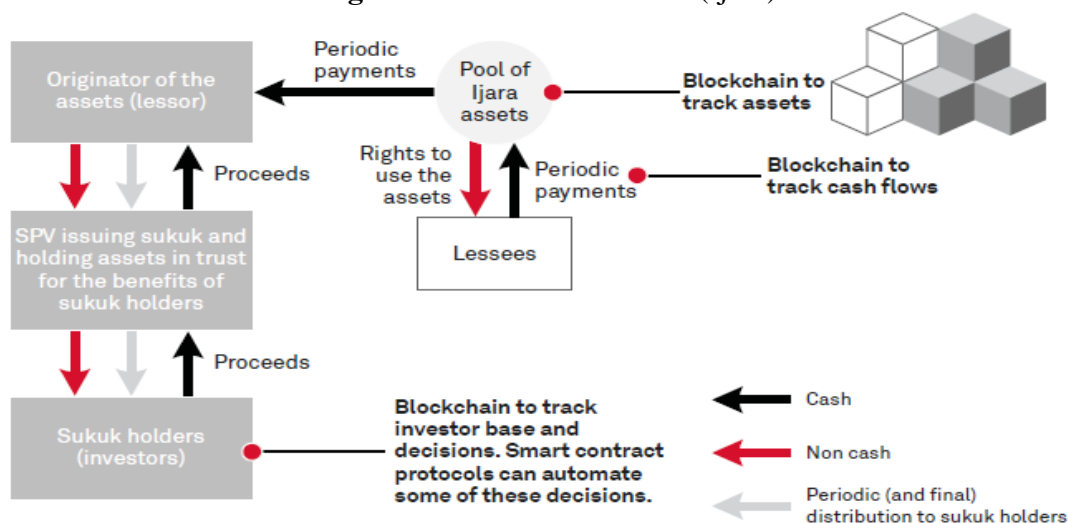 Periodic
payments
Originator of the
assets (lessor)
Pool of
Ijara
assets
Blockchain to
track assets
Proceeds
Rights to
use the
assets
Periodic
payments
Blockchain to
track cash flows
SPV issuing sukuk and
holding assets in trust
for the benefits of
sukuk holders
Lessees
Proceeds
Sukuk holders
(investors)
Blockchain to track
investor base and
decisions. Smart contract
protocols can automate
some of these decisions.
Cash
Non cash
Periodic (and final)
distribution to sukuk holders